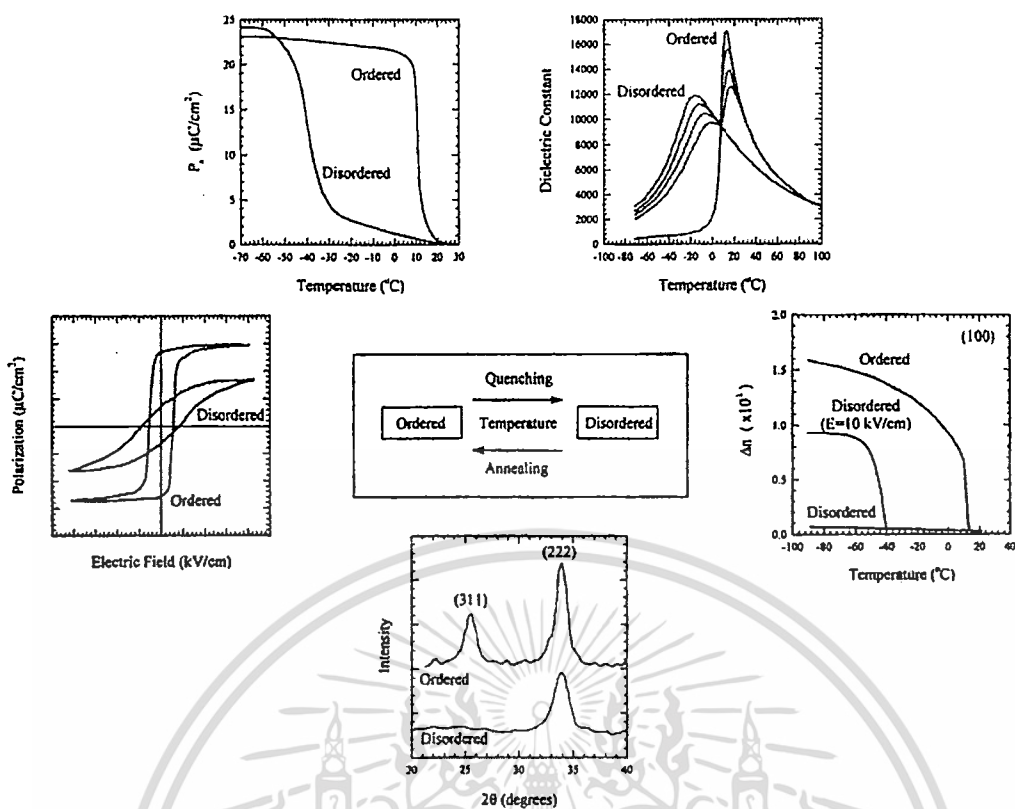 25
20
15
10
5
0
P_s (µC/cm²)
Ordered
Disordered
-70 -60 -50 -40 -30 -20 -10 0 10 20 30
Temperature (°C)
16000
14000
12000
10000
8000
6000
4000
2000
0
Dielectric Constant
Ordered
Disordered
-100 -80 -60 -40 -20 0 20 40 60 80 100
Temperature (°C)
Polarization (µC/cm²)
Disordered
Ordered
Electric Field (kV/cm)
Quenching
Ordered
Temperature
Disordered
Annealing
2.0
1.5
1.0
0.5
0.0
(100)
Ordered
Disordered
(E=10 kV/cm)
Disordered
-100 -80 -60 -40 -20 0 20 40
Temperature (°C)
(222)
(311)
Intensity
Ordered
Disordered
20 25 30 35 40
2θ (degrees)